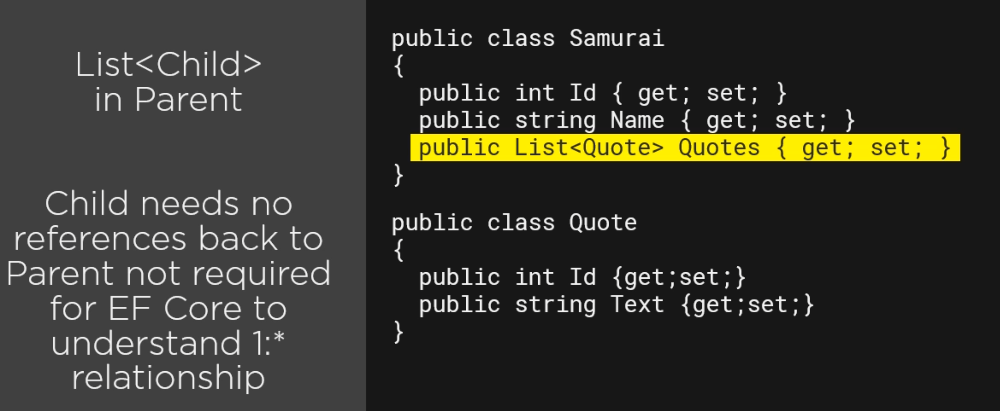 List<Child>
in Parent
Child needs no
references back to
Parent not required
for EF Core to
understand 1:*
relationship
public class Samurai
{
  public int Id { get; set; }
  public string Name { get; set; }
  public List<Quote> Quotes { get; set; }
}
public class Quote
{
  public int Id {get;set;}
  public string Text {get;set;}
}